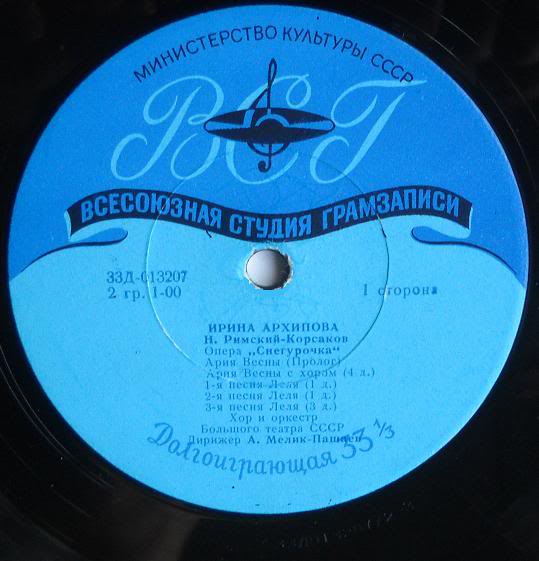 МИНИСТЕРСТВО КУЛЬТУРЫ СССР
ВСГ
ВСЕСОЮЗНАЯ СТУДИЯ ГРАМЗАПИСИ
33Д-013207
2 гр. 1-00
1 сторона
ИРИНА АРХИПОВА
Н. Римский-Корсаков
Опера „Снегурочка“
Ария Весны (Пролог)
Ария Весны с хором (4 д.)
1-я песня Леля (1 д.)
2-я песня Леля (1 д.)
3-я песня Леля (3 д.)
Хор и оркестр
Большого театра СССР
Дирижер А. Мелик-Пашаев
Долгоиграющая 33 1/3